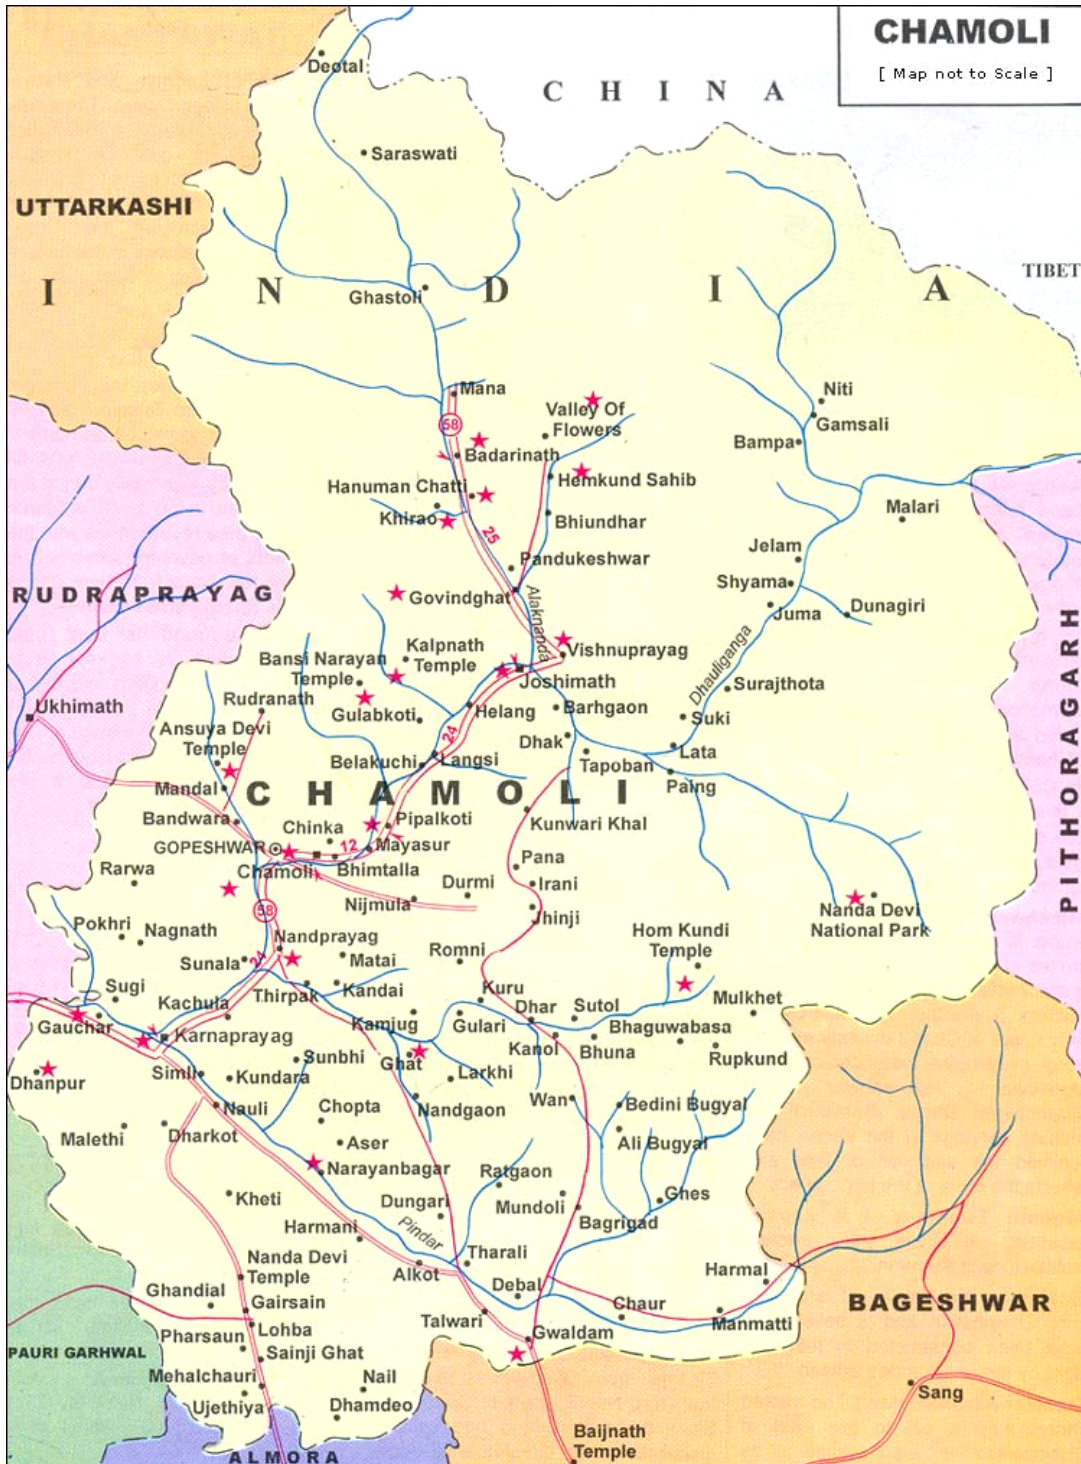 CHAMOLI
[ Map not to Scale ]
Deotal
C H I N A
Saraswati
UTTARKASHI
TIBET
I N D I A
Ghastoli
Mana
Niti
Valley Of
Flowers
58
Gamsali
Bampa
Badarinath
Hanuman Chatti
Hemkund Sahib
Khirao
Bhiundhar
25
Malari
Jelam
Pandukeshwar
Shyama
RUDRAPRAYAG
Govindghat
Alaknanda
Juma
Dunagiri
Kalpnath
Temple
Vishnuprayag
Dhauliganga
Bansi Narayan
Temple
Joshimath
Surajthota
Rudranath
Ukhimath
Gulabkoti
Helang
Barhgaon
Suki
Ansuya Devi
Temple
24
Dhak
Lata
Belakuchi
Langsi
Tapoban
Paing
Mandal
CHAMOLI
PITHORAGARH
Bandwara
Chinka
Pipalkoti
Kunwari Khal
GOPESHWAR
12
Mayasur
Chamoli
Bhimtalla
Pana
Rarwa
Durmi
Irani
Nijmula
Jhinji
58
Nanda Devi
National Park
Pokhri
Nagnath
Nandprayag
Romni
Hom Kundi
Temple
Sunala
Matai
Sugi
Kachula
Thirpak
Kandai
Kuru
Dhar
Sutol
Mulkhet
Gauchar
Kamjug
Gulari
Bhaguwabasa
Karnaprayag
Kanol
Bhuna
Rupkund
Sunbhi
Ghat
Dhanpur
Simli
Kundara
Larkhi
Nauli
Chopta
Nandgaon
Wan
Bedini Bugyal
Malethi
Dharkot
Aser
Ali Bugyal
Narayanbagar
Ratgaon
Kheti
Dungari
Mundoli
Ghes
Harmani
Pindar
Bagrigad
Nanda Devi
Temple
Tharali
Alkot
Debal
Harmal
Ghandial
Gairsain
BAGESHWAR
Talwari
Chaur
Manmatti
Pharsaun
Lohba
Gwaldam
PAURI GARHWAL
Sainji Ghat
Mehalchauri
Nail
Sang
Ujethiya
Dhamdeo
Baijnath
Temple
ALMORA